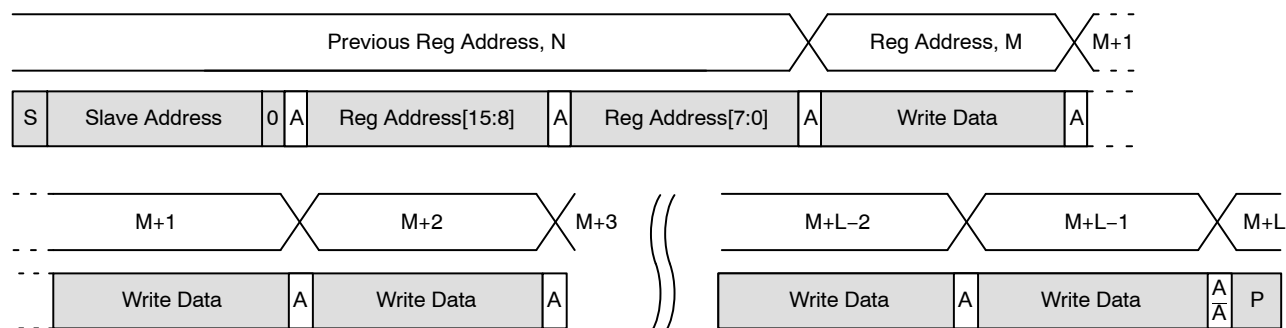 Previous Reg Address, N Reg Address, M M+1
S Slave Address 0 A Reg Address[15:8] A Reg Address[7:0] A Write Data A
M+1 M+2 M+3 M+L−2 M+L−1 M+L
Write Data A Write Data A Write Data A Write Data A P
A̅